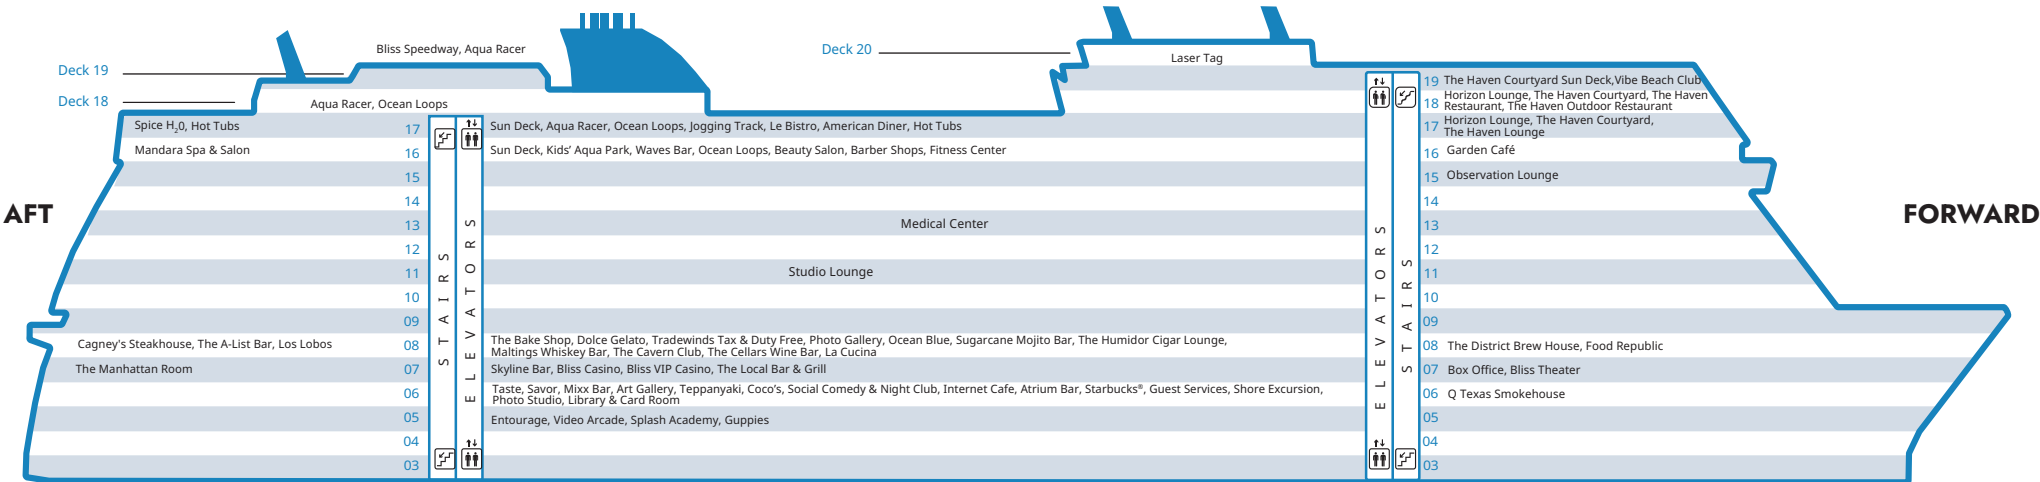 Bliss Speedway, Aqua Racer
Deck 20
Laser Tag
Deck 19
19 The Haven Courtyard Sun Deck,Vibe Beach Club
Deck 18
Aqua Racer, Ocean Loops
18 Horizon Lounge, The Haven Courtyard, The Haven
Restaurant, The Haven Outdoor Restaurant
Spice H₂0, Hot Tubs
17
Sun Deck, Aqua Racer, Ocean Loops, Jogging Track, Le Bistro, American Diner, Hot Tubs
17 Horizon Lounge, The Haven Courtyard,
The Haven Lounge
Mandara Spa & Salon
16
Sun Deck, Kids' Aqua Park, Waves Bar, Ocean Loops, Beauty Salon, Barber Shops, Fitness Center
16 Garden Café
15
15 Observation Lounge
14
14
AFT
FORWARD
13
Medical Center
13
12
12
11
Studio Lounge
11
10
10
09
09
STAIRS
ELEVATORS
ELEVATORS
STAIRS
Cagney's Steakhouse, The A-List Bar, Los Lobos
08
The Bake Shop, Dolce Gelato, Tradewinds Tax & Duty Free, Photo Gallery, Ocean Blue, Sugarcane Mojito Bar, The Humidor Cigar Lounge,
Maltings Whiskey Bar, The Cavern Club, The Cellars Wine Bar, La Cucina
08 The District Brew House, Food Republic
The Manhattan Room
07
Skyline Bar, Bliss Casino, Bliss VIP Casino, The Local Bar & Grill
07 Box Office, Bliss Theater
06
Taste, Savor, Mixx Bar, Art Gallery, Teppanyaki, Coco's, Social Comedy & Night Club, Internet Cafe, Atrium Bar, Starbucks®, Guest Services, Shore Excursion,
Photo Studio, Library & Card Room
06 Q Texas Smokehouse
05
Entourage, Video Arcade, Splash Academy, Guppies
05
04
04
03
03